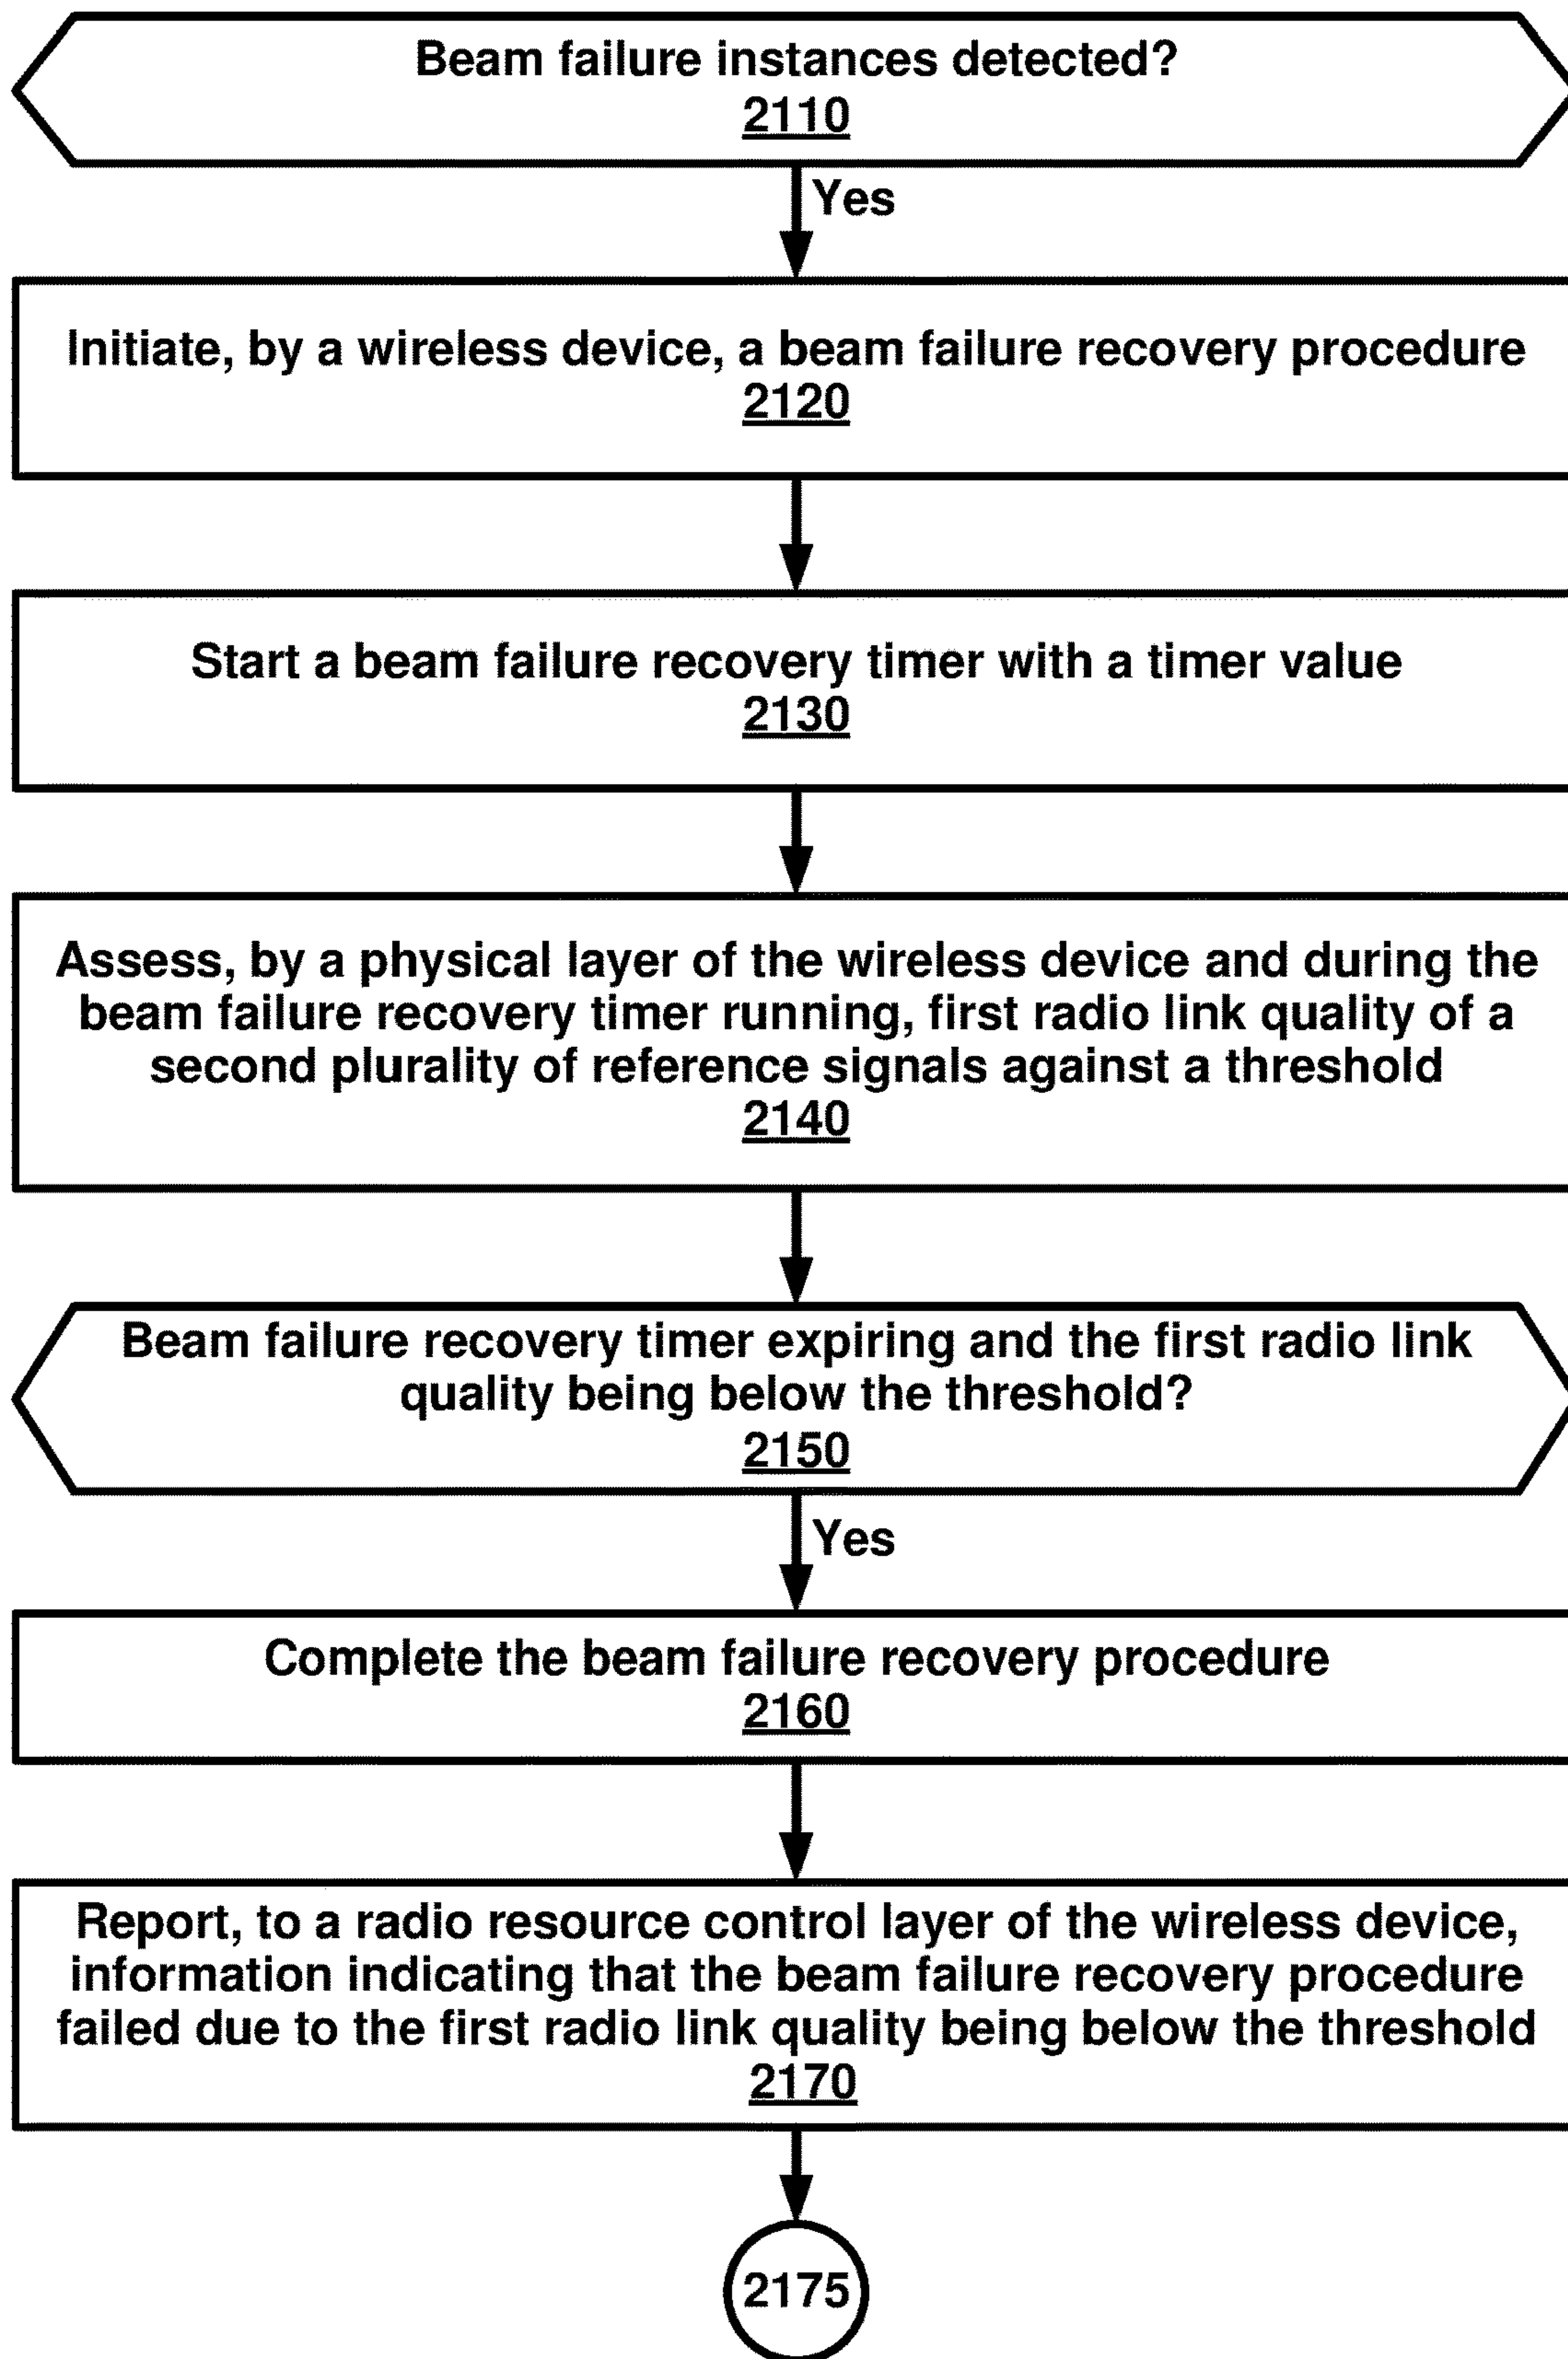 Beam failure instances detected?
2110
Yes
Initiate, by a wireless device, a beam failure recovery procedure
2120
Start a beam failure recovery timer with a timer value
2130
Assess, by a physical layer of the wireless device and during the
beam failure recovery timer running, first radio link quality of a
second plurality of reference signals against a threshold
2140
Beam failure recovery timer expiring and the first radio link
quality being below the threshold?
2150
Yes
Complete the beam failure recovery procedure
2160
Report, to a radio resource control layer of the wireless device,
information indicating that the beam failure recovery procedure
failed due to the first radio link quality being below the threshold
2170
2175